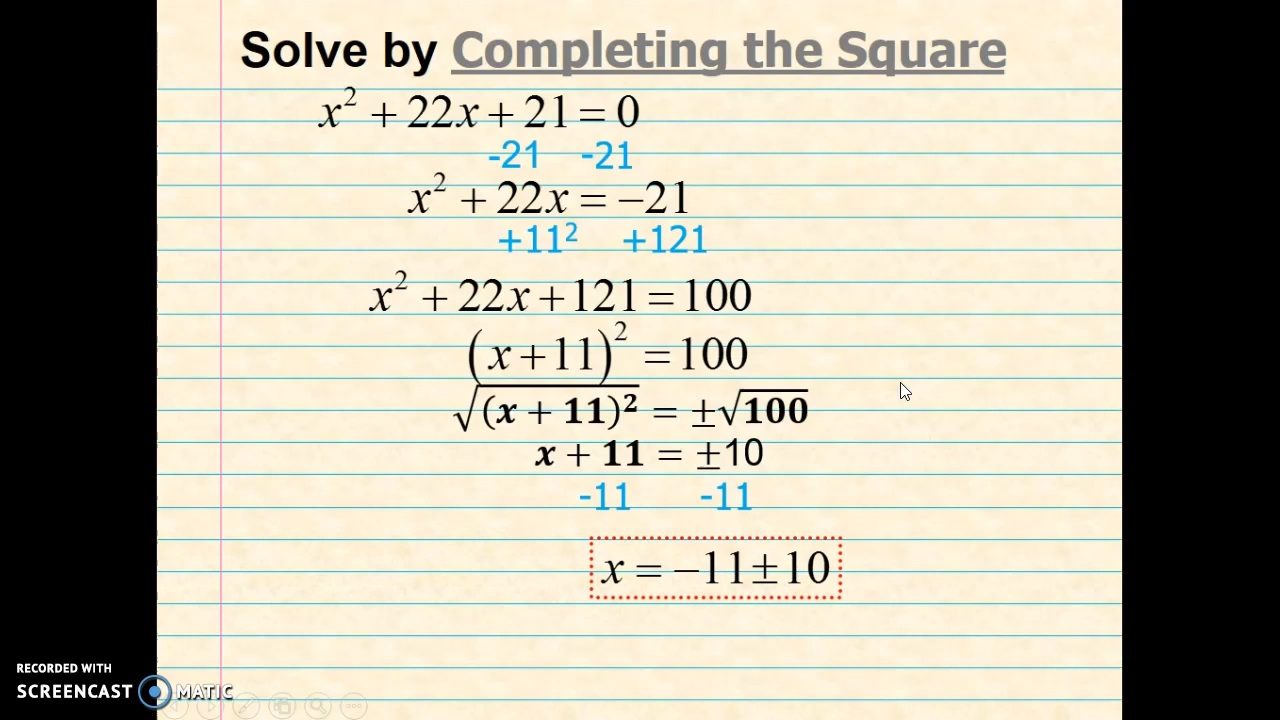 Solve by Completing the Square
x² + 22x + 21 = 0
-21 -21
x² + 22x = −21
+11² +121
x² + 22x + 121 = 100
(x + 11)² = 100
√(x + 11)² = ±√100
x + 11 = ±10
-11 -11
x = −11 ± 10
RECORDED WITH
SCREENCAST MATIC